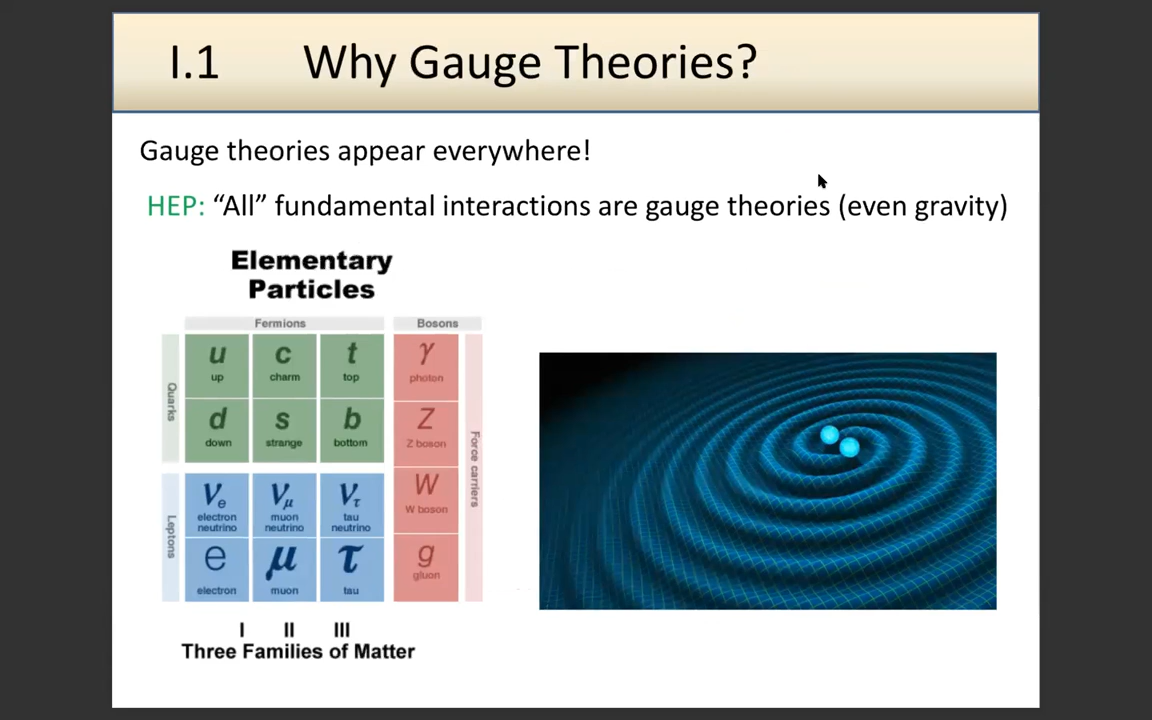 I.1 Why Gauge Theories?
Gauge theories appear everywhere!
HEP: “All” fundamental interactions are gauge theories (even gravity)
Elementary
Particles
Fermions
Bosons
Quarks
u
up
c
charm
t
top
γ
photon
d
down
s
strange
b
bottom
Z
Z boson
Force carriers
Leptons
νe
electron
neutrino
νμ
muon
neutrino
ντ
tau
neutrino
W
W boson
e
electron
μ
muon
τ
tau
g
gluon
I II III
Three Families of Matter